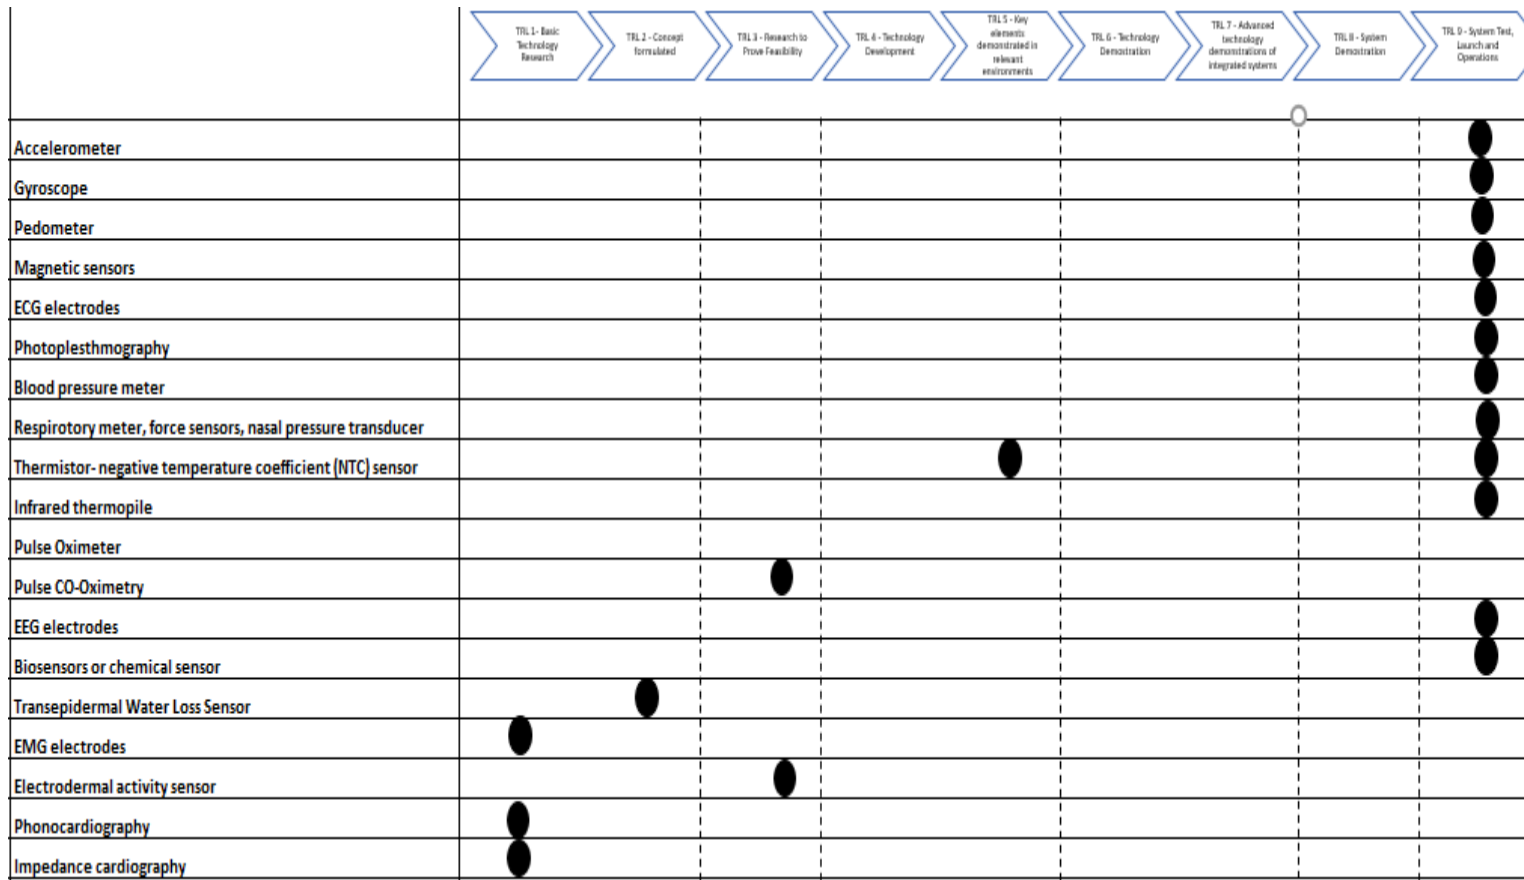 TRL 1- Basic
Technology
Research
TRL 2 - Concept
formulated
TRL 3 - Research to
Prove Feasibility
TRL 4 - Technology
Development
TRL 5 - Key
elements
demonstrated in
relevant
environments
TRL 6 - Technology
Demostration
TRL 7 - Advanced
technology
demonstrations of
integrated systems
TRL 8 - System
Demostration
TRL 9 - System Test,
Launch and
Operations
Accelerometer
Gyroscope
Pedometer
Magnetic sensors
ECG electrodes
Photoplesthmography
Blood pressure meter
Respirotory meter, force sensors, nasal pressure transducer
Thermistor- negative temperature coefficient (NTC) sensor
Infrared thermopile
Pulse Oximeter
Pulse CO-Oximetry
EEG electrodes
Biosensors or chemical sensor
Transepidermal Water Loss Sensor
EMG electrodes
Electrodermal activity sensor
Phonocardiography
Impedance cardiography